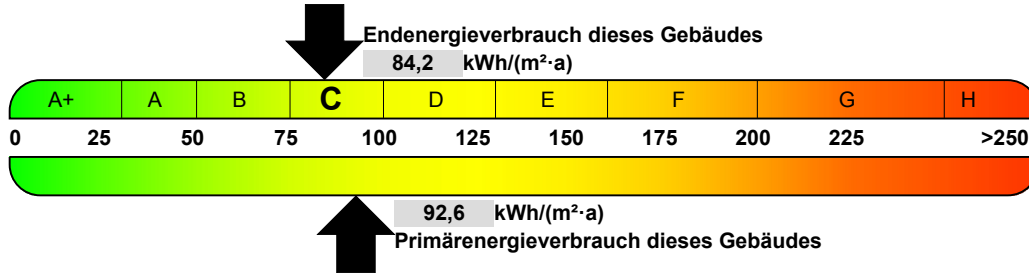 Endenergieverbrauch dieses Gebäudes
84,2 kWh/(m²·a)
A+ A B C D E F G H
0 25 50 75 100 125 150 175 200 225 >250
92,6 kWh/(m²·a)
Primärenergieverbrauch dieses Gebäudes